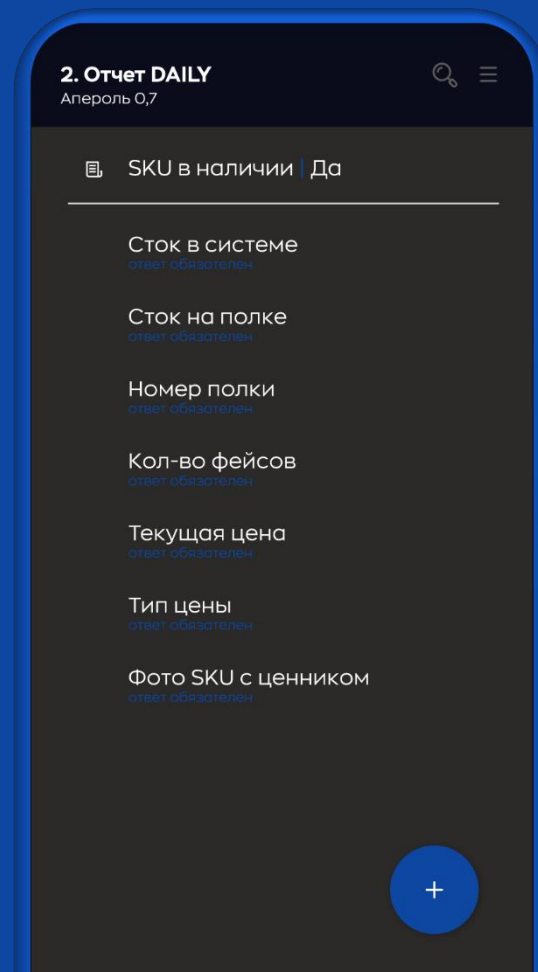 2. Отчет DAILY
Апероль 0,7
SKU в наличии | Да
Сток в системе
ответ обязателен
Сток на полке
ответ обязателен
Номер полки
ответ обязателен
Кол-во фейсов
ответ обязателен
Текущая цена
ответ обязателен
Тип цены
ответ обязателен
Фото SKU с ценником
ответ обязателен
+